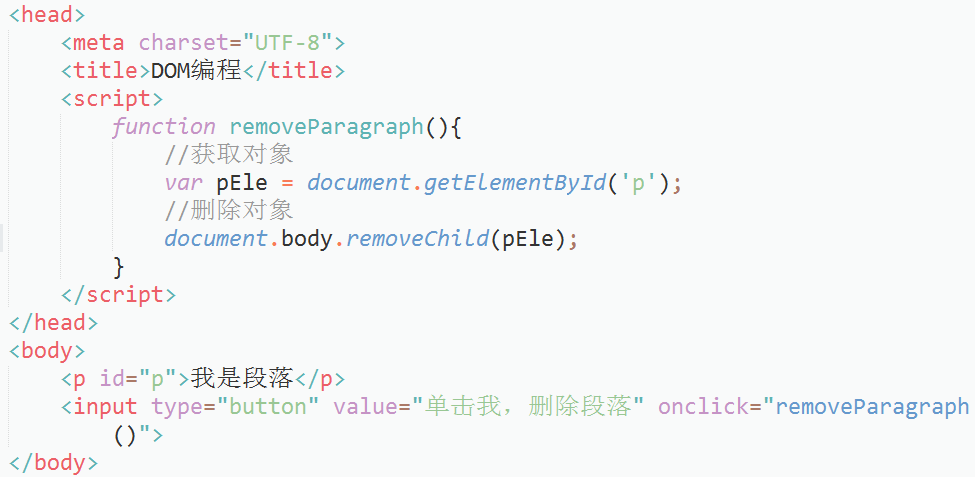 <head>
    <meta charset="UTF-8">
    <title>DOM编程</title>
    <script>
        function removeParagraph(){
            //获取对象
            var pEle = document.getElementById('p');
            //删除对象
            document.body.removeChild(pEle);
        }
    </script>
</head>
<body>
    <p id="p">我是段落</p>
    <input type="button" value="单击我，删除段落" onclick="removeParagraph
        ()">
</body>